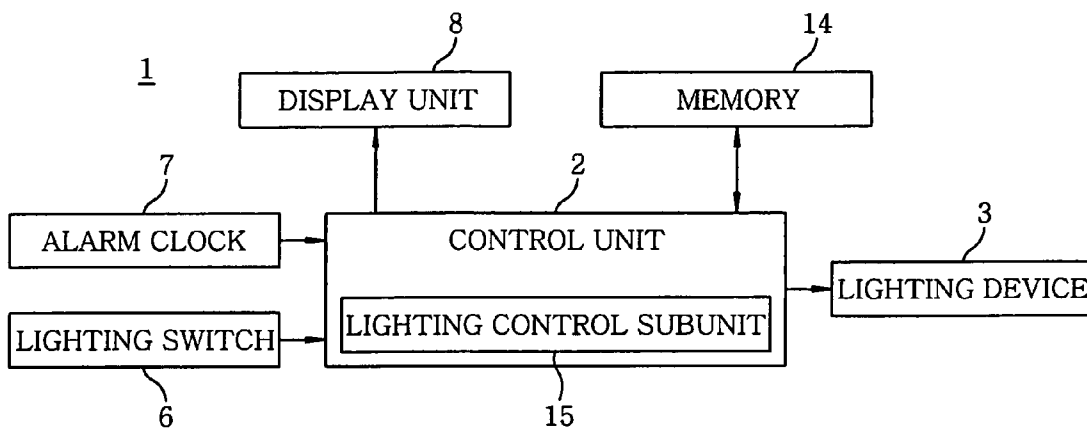 8
14
1
DISPLAY UNIT
MEMORY
7
2
3
ALARM CLOCK
CONTROL UNIT
LIGHTING DEVICE
LIGHTING SWITCH
LIGHTING CONTROL SUBUNIT
6
15